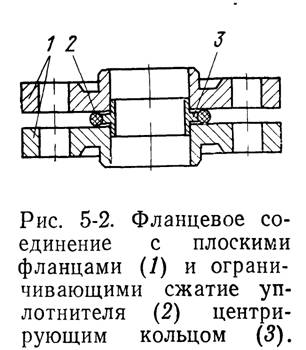 1 2 3
Рис. 5-2. Фланцевое со-
единение с плоскими
фланцами (1) и ограни-
чивающими сжатие уп-
лотнителя (2) центри-
рующим кольцом (3).